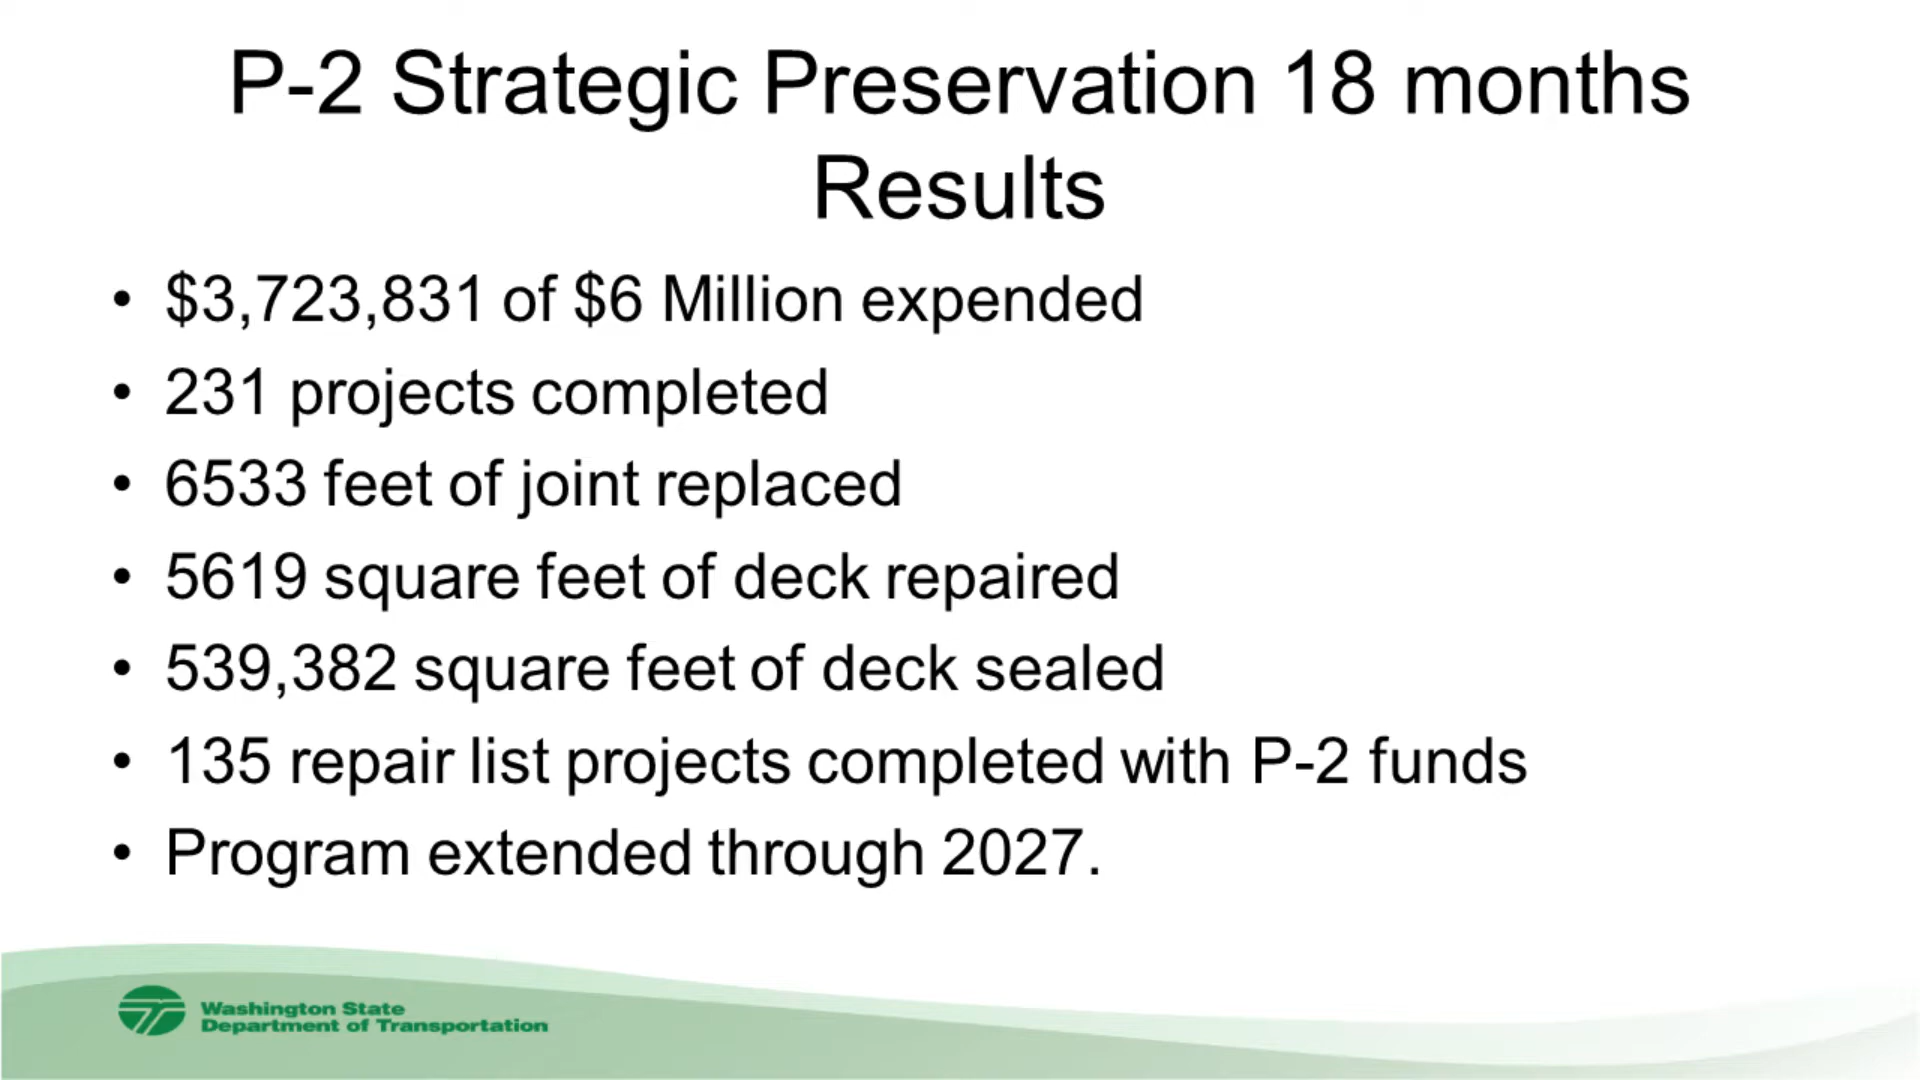 P-2 Strategic Preservation 18 months
Results
• $3,723,831 of $6 Million expended
• 231 projects completed
• 6533 feet of joint replaced
• 5619 square feet of deck repaired
• 539,382 square feet of deck sealed
• 135 repair list projects completed with P-2 funds
• Program extended through 2027.
Washington State
Department of Transportation